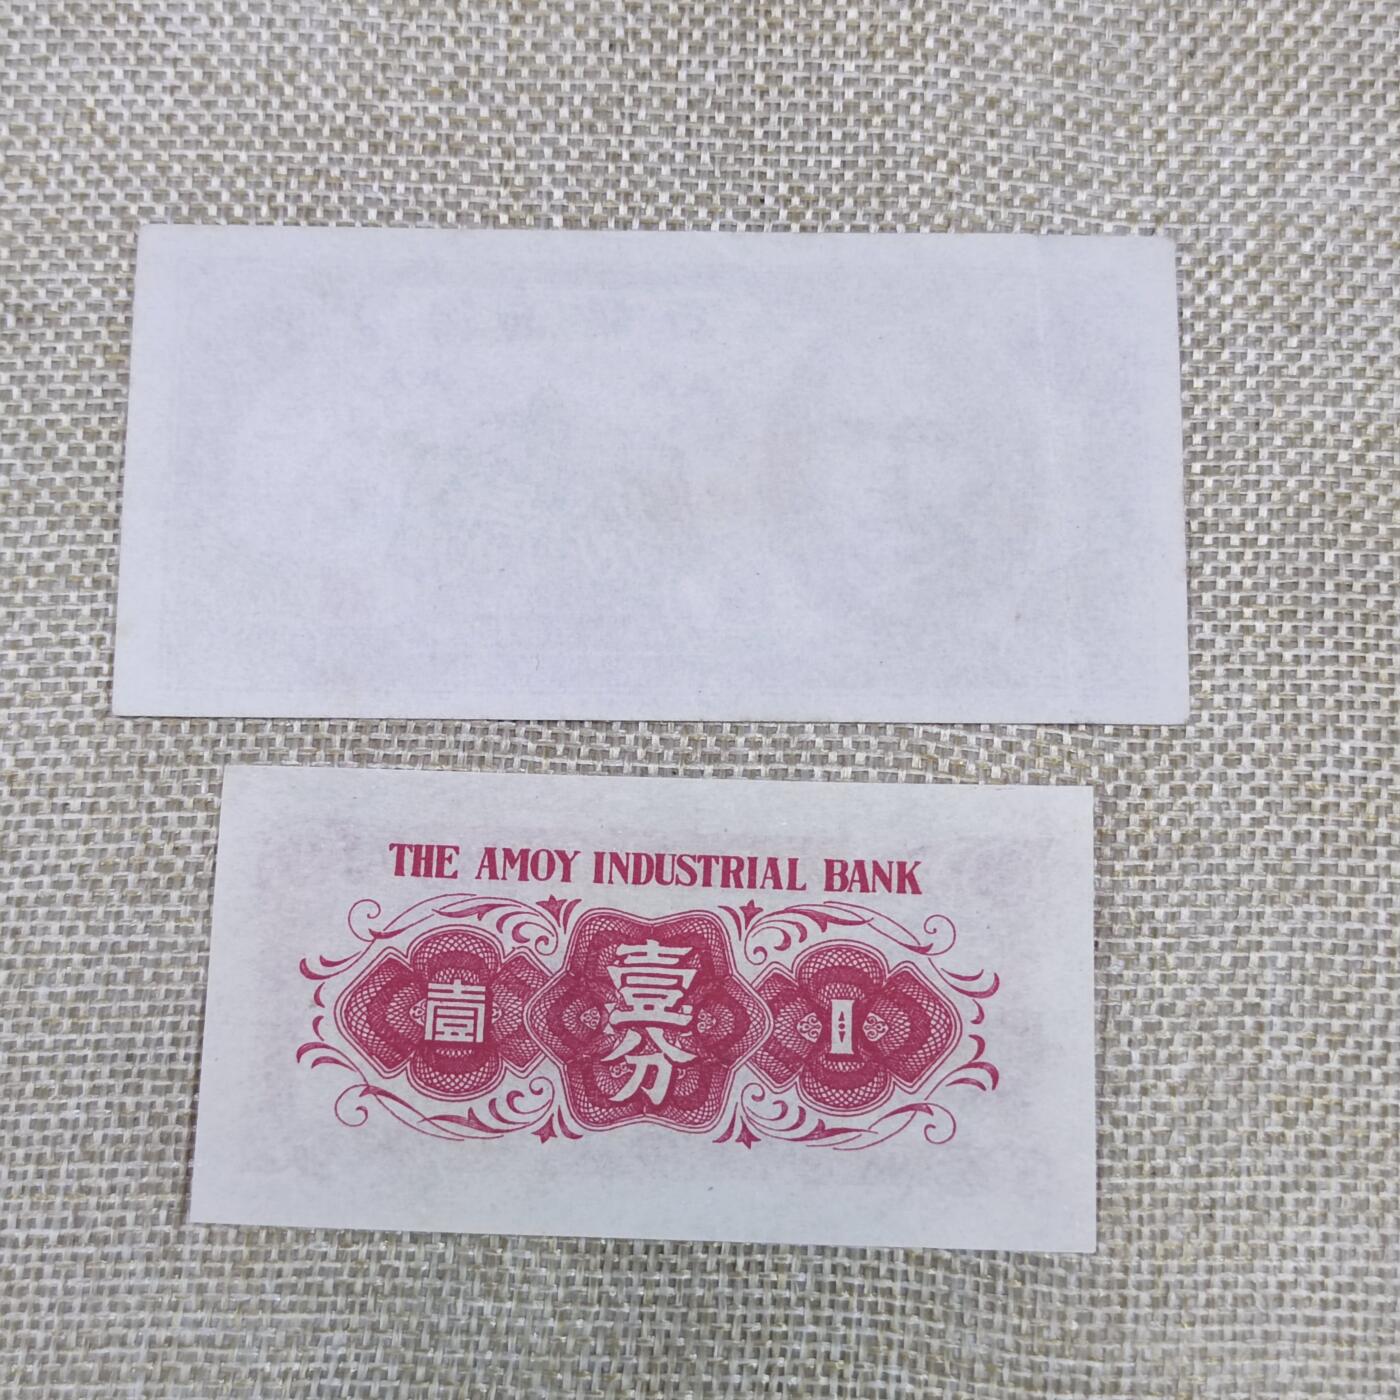 THE AMOY INDUSTRIAL BANK
壹
壹
分
1